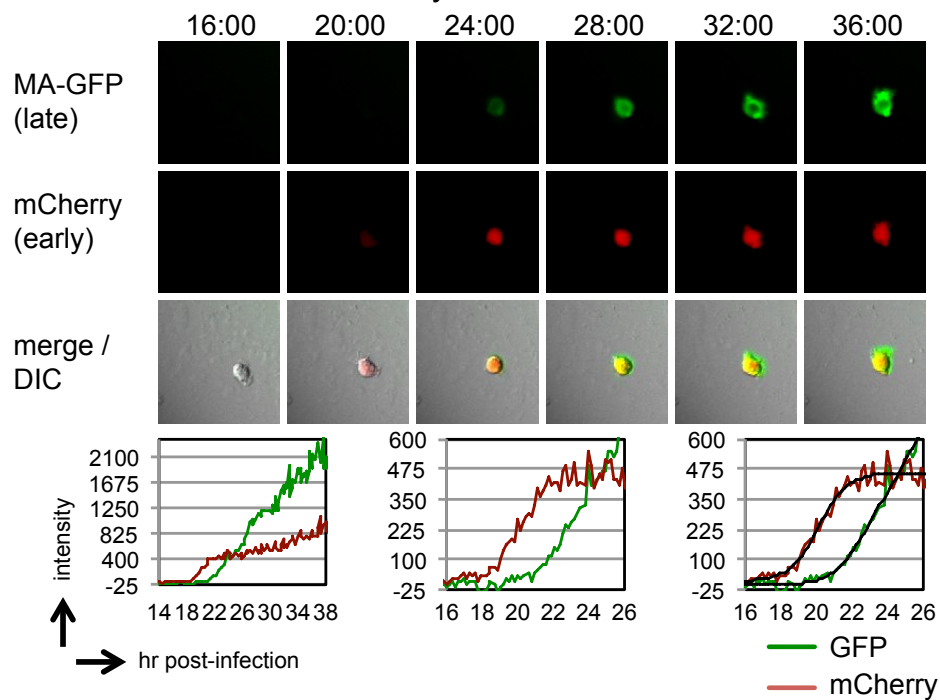 16:00 20:00 24:00 28:00 32:00 36:00
MA-GFP
(late)
mCherry
(early)
merge /
DIC
intensity
2100
1675
1250
825
400
-25
14 18 22 26 30 34 38
600
475
350
225
100
-25
16 18 20 22 24 26
600
475
350
225
100
-25
16 18 20 22 24 26
hr post-infection
GFP
mCherry